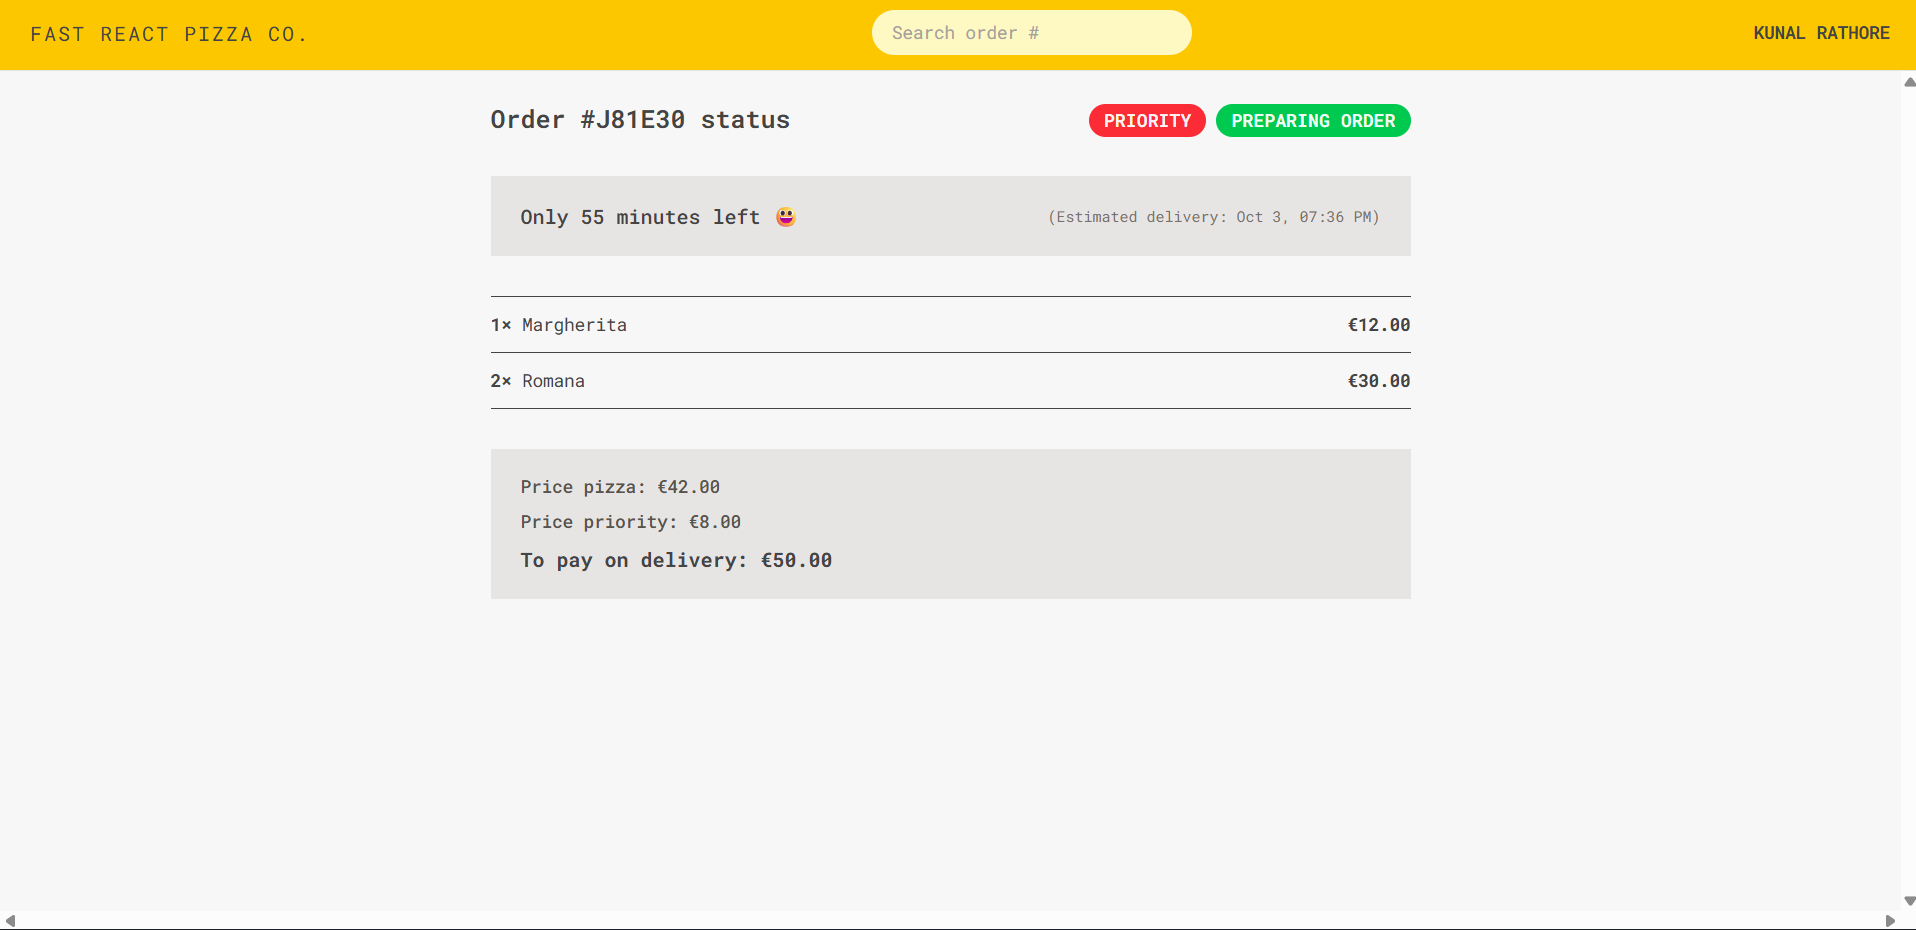 FAST REACT PIZZA CO.
Search order #
KUNAL RATHORE
Order #J81E30 status
PRIORITY
PREPARING ORDER
Only 55 minutes left 😀
(Estimated delivery: Oct 3, 07:36 PM)
1× Margherita
€12.00
2× Romana
€30.00
Price pizza: €42.00
Price priority: €8.00
To pay on delivery: €50.00